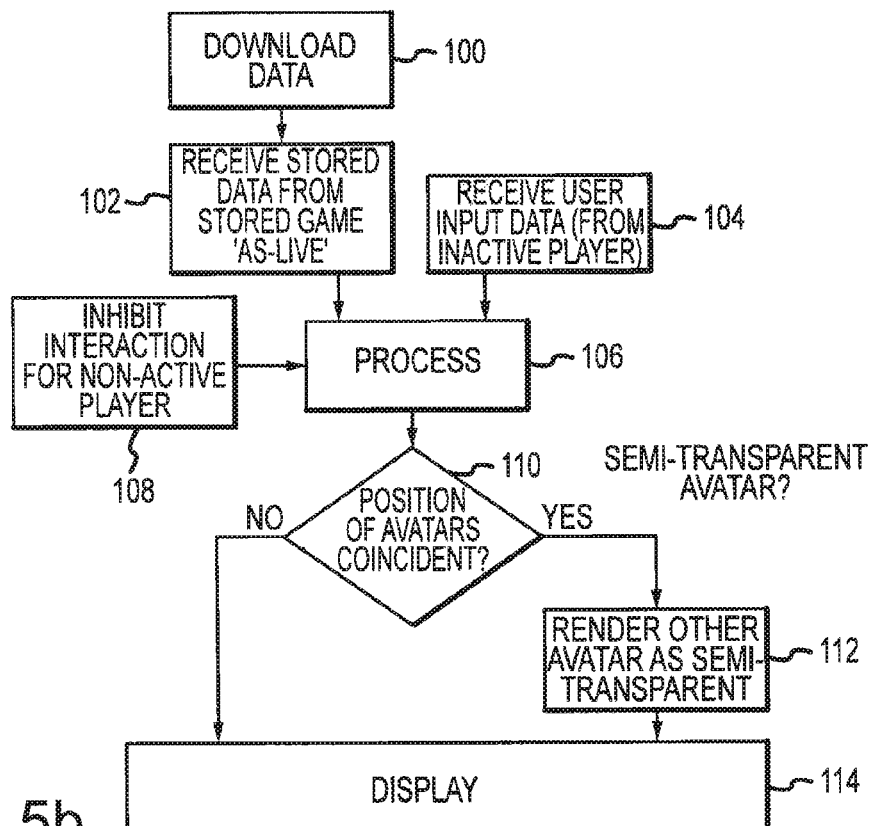 DOWNLOAD
DATA
100
RECEIVE STORED
DATA FROM
STORED GAME
'AS-LIVE'
102
RECEIVE USER
INPUT DATA (FROM
INACTIVE PLAYER)
104
INHIBIT
INTERACTION
FOR NON-ACTIVE
PLAYER
108
PROCESS
106
110
SEMI-TRANSPARENT
AVATAR?
NO
POSITION
OF AVATARS
COINCIDENT?
YES
RENDER OTHER
AVATAR AS SEMI-
TRANSPARENT
112
DISPLAY
114
5b